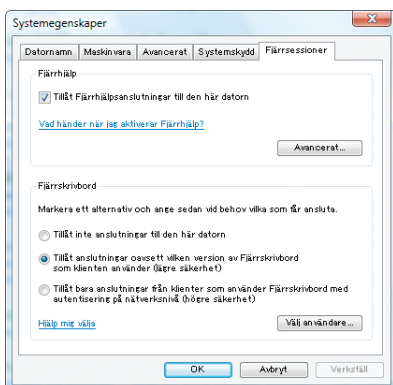 Systemegenskaper
Datornamn Maskinvara Avancerat Systemskydd Fjärrsessioner
Fjärrhjälp
Tillåt Fjärrhjälpsanslutningar till den här datorn
Vad händer när jag aktiverar Fjärrhjälp?
Avancerat...
Fjärrskrivbord
Markera ett alternativ och ange sedan vid behov vilka som får ansluta.
Tillåt inte anslutningar till den här datorn
Tillåt anslutningar oavsett vilken version av Fjärrskrivbord
som klienten använder (lägre säkerhet)
Tillåt bara anslutningar från klienter som använder Fjärrskrivbord med
autentisering på nätverksnivå (högre säkerhet)
Hjälp mig välja
Välj användare...
OK Avbryt Verkställ